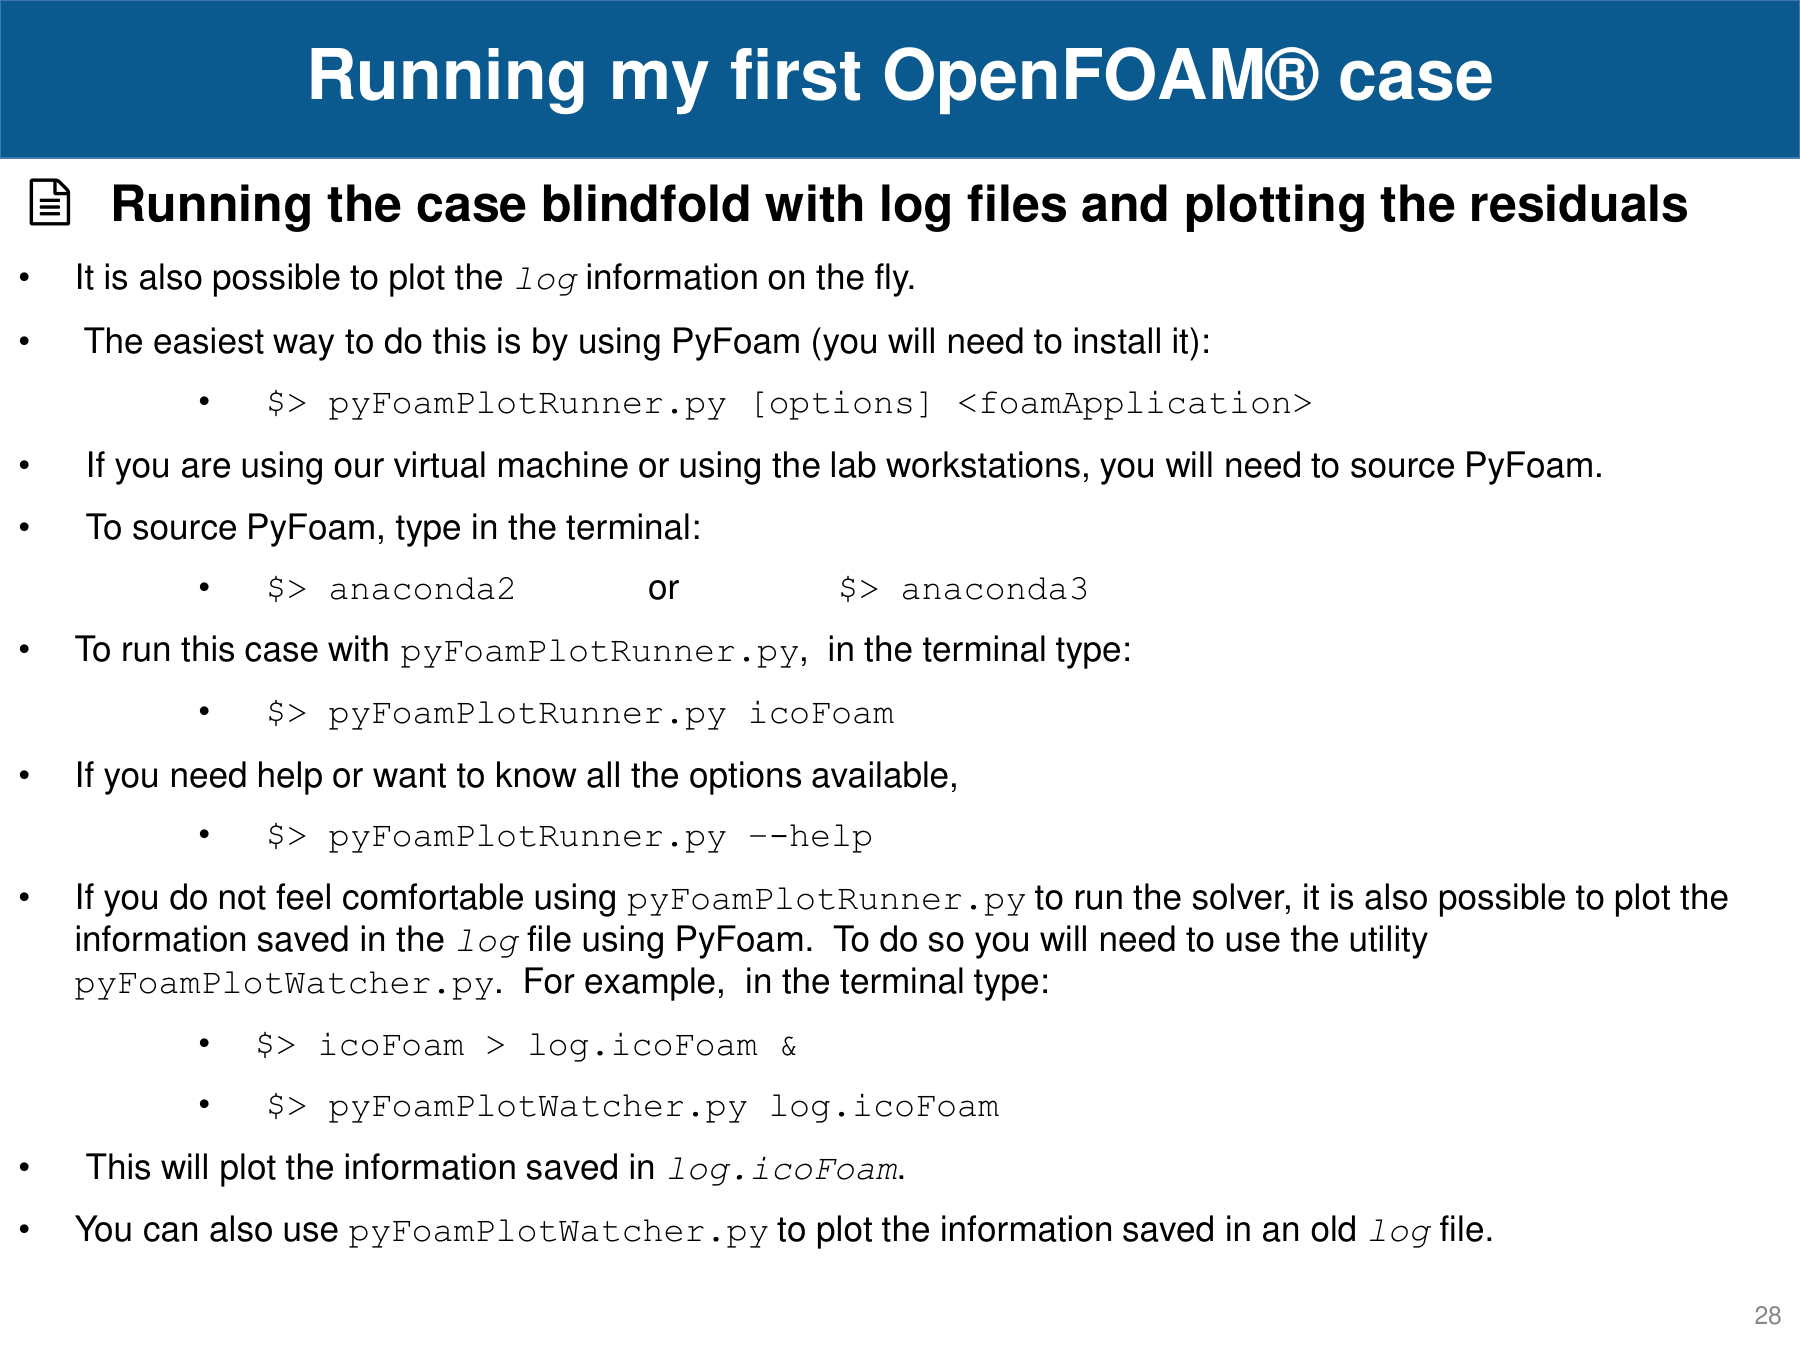 Running my first OpenFOAM® case
Running the case blindfold with log files and plotting the residuals
• It is also possible to plot the log information on the fly.
• The easiest way to do this is by using PyFoam (you will need to install it):
• $> pyFoamPlotRunner.py [options] <foamApplication>
• If you are using our virtual machine or using the lab workstations, you will need to source PyFoam.
• To source PyFoam, type in the terminal:
• $> anaconda2 or $> anaconda3
• To run this case with pyFoamPlotRunner.py, in the terminal type:
• $> pyFoamPlotRunner.py icoFoam
• If you need help or want to know all the options available,
• $> pyFoamPlotRunner.py –-help
• If you do not feel comfortable using pyFoamPlotRunner.py to run the solver, it is also possible to plot the
information saved in the log file using PyFoam. To do so you will need to use the utility
pyFoamPlotWatcher.py. For example, in the terminal type:
• $> icoFoam > log.icoFoam &
• $> pyFoamPlotWatcher.py log.icoFoam
• This will plot the information saved in log.icoFoam.
• You can also use pyFoamPlotWatcher.py to plot the information saved in an old log file.
28